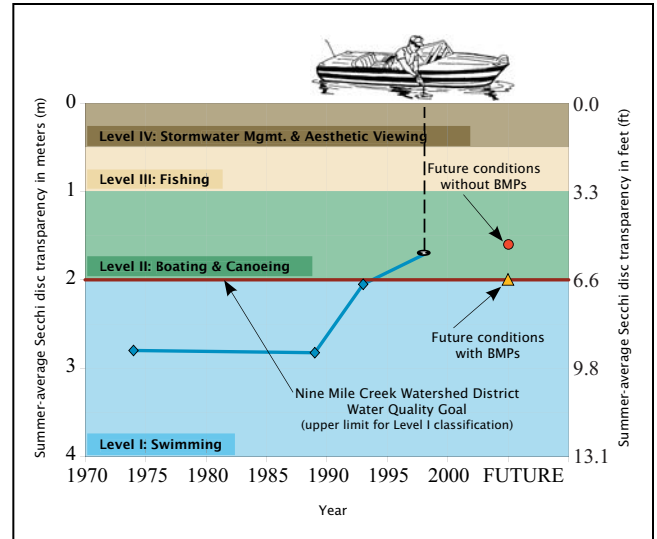 0
0.0
Level IV: Stormwater Mgmt. & Aesthetic Viewing
Level III: Fishing
Future conditions
without BMPs
1
3.3
Level II: Boating & Canoeing
2
6.6
Future conditions
with BMPs
3
9.8
Nine Mile Creek Watershed District
Water Quality Goal
(upper limit for Level I classification)
Level I: Swimming
4
13.1
1970 1975 1980 1985 1990 1995 2000 FUTURE
Year
Summer-average Secchi disc transparency in meters (m)
Summer-average Secchi disc transparency in feet (ft)